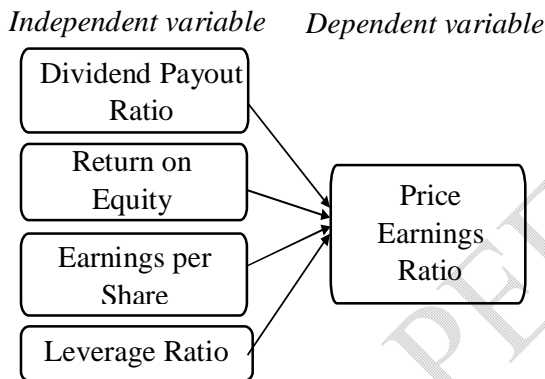 Independent variable
Dependent variable
Dividend Payout
Ratio
Return on
Equity
Earnings per
Share
Leverage Ratio
Price
Earnings
Ratio